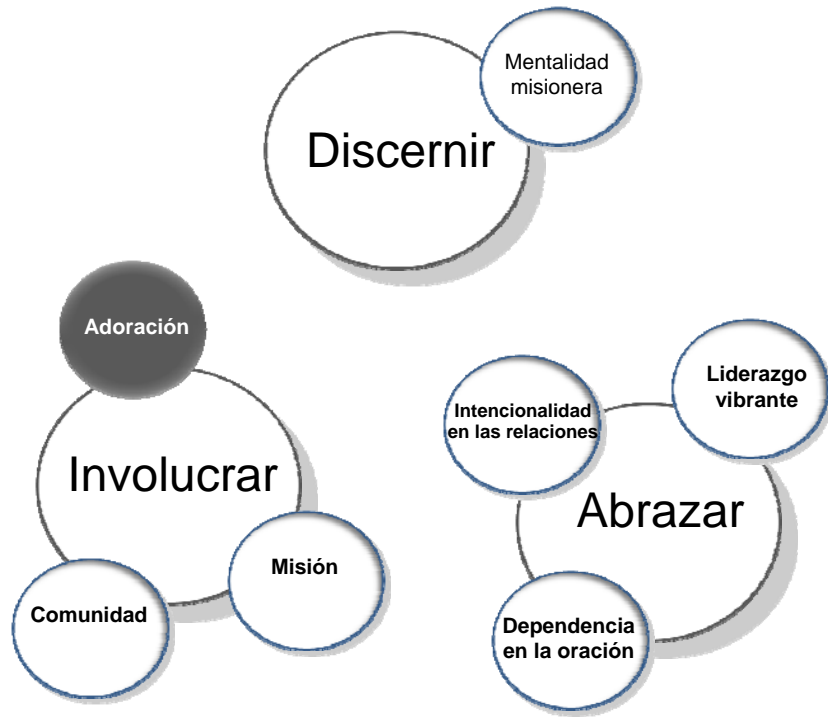 Mentalidad
misionera
Discernir
Adoración
Involucrar
Misión
Comunidad
Liderazgo
vibrante
Intencionalidad
en las relaciones
Abrazar
Dependencia
en la oración